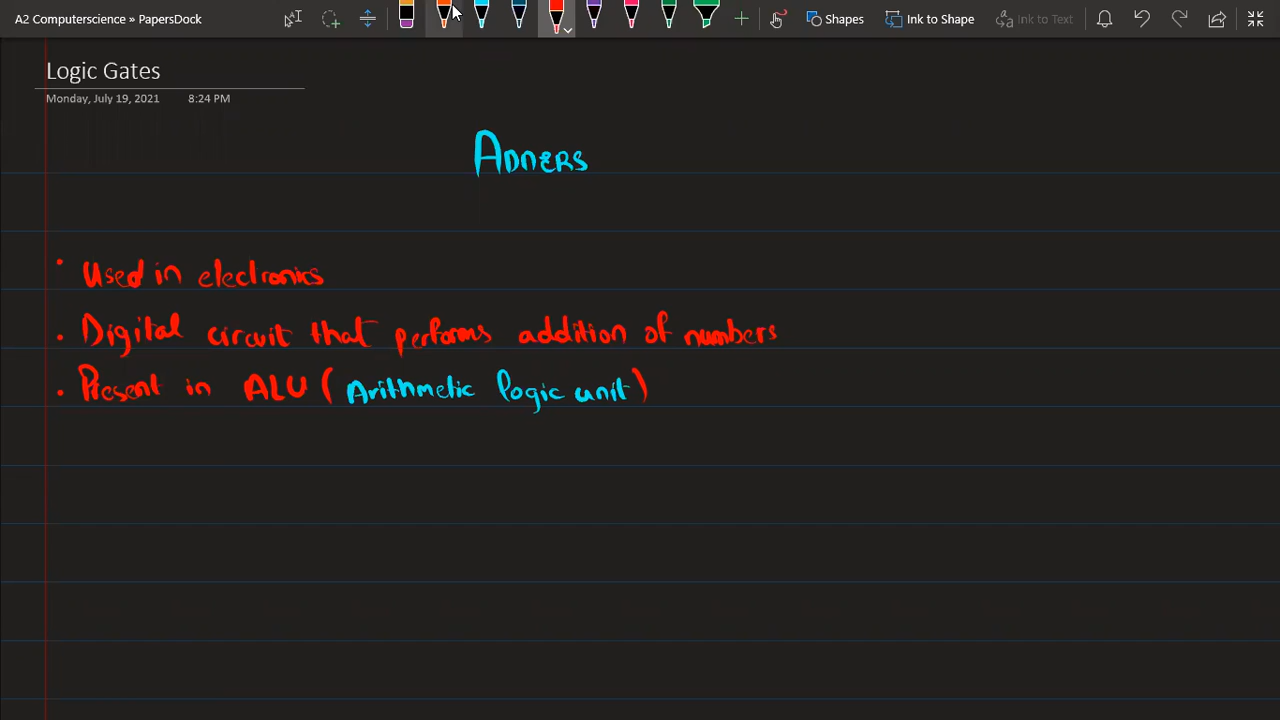 A2 Computerscience » PapersDock
Shapes
Ink to Shape
Ink to Text
Logic Gates
Monday, July 19, 2021 8:24 PM
ADDERS
• Used in electronics
• Digital circuit that performs addition of numbers
• Present in ALU (Arithmetic logic unit)